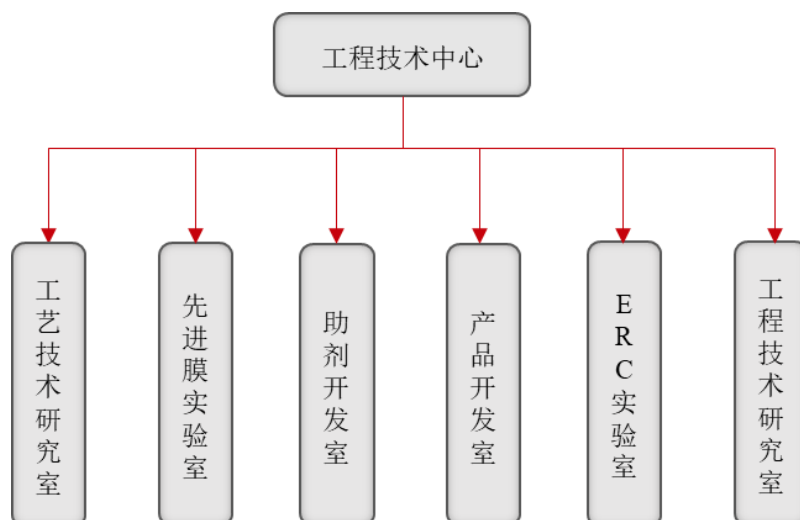 工程技术中心
工艺技术研究室
先进膜实验室
助剂开发室
产品开发室
ERC实验室
工程技术研究室